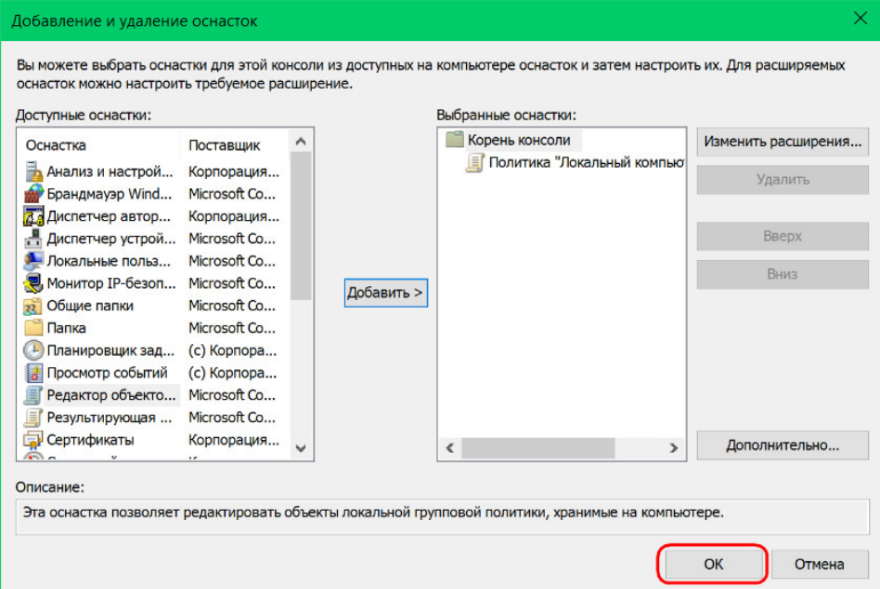 Добавление и удаление оснасток
Вы можете выбрать оснастки для этой консоли из доступных на компьютере оснасток и затем настроить их. Для расширяемых
оснасток можно настроить требуемое расширение.
Доступные оснастки:
Оснастка Поставщик
Анализ и настрой... Корпорация...
Брандмауэр Wind... Microsoft Co...
Диспетчер автор... Корпорация...
Диспетчер устрой... Microsoft Co...
Локальные польз... Microsoft Co...
Монитор IP-безоп... Microsoft Co...
Общие папки Microsoft Co...
Папка Microsoft Co...
Планировщик зад... (c) Корпора...
Просмотр событий (c) Корпора...
Редактор объекто... Microsoft Co...
Результирующая ... Microsoft Co...
Сертификаты Корпорация...
Добавить >
Выбранные оснастки:
Корень консоли
Политика "Локальный компью
Изменить расширения...
Удалить
Вверх
Вниз
Дополнительно...
Описание:
Эта оснастка позволяет редактировать объекты локальной групповой политики, хранимые на компьютере.
ОК
Отмена